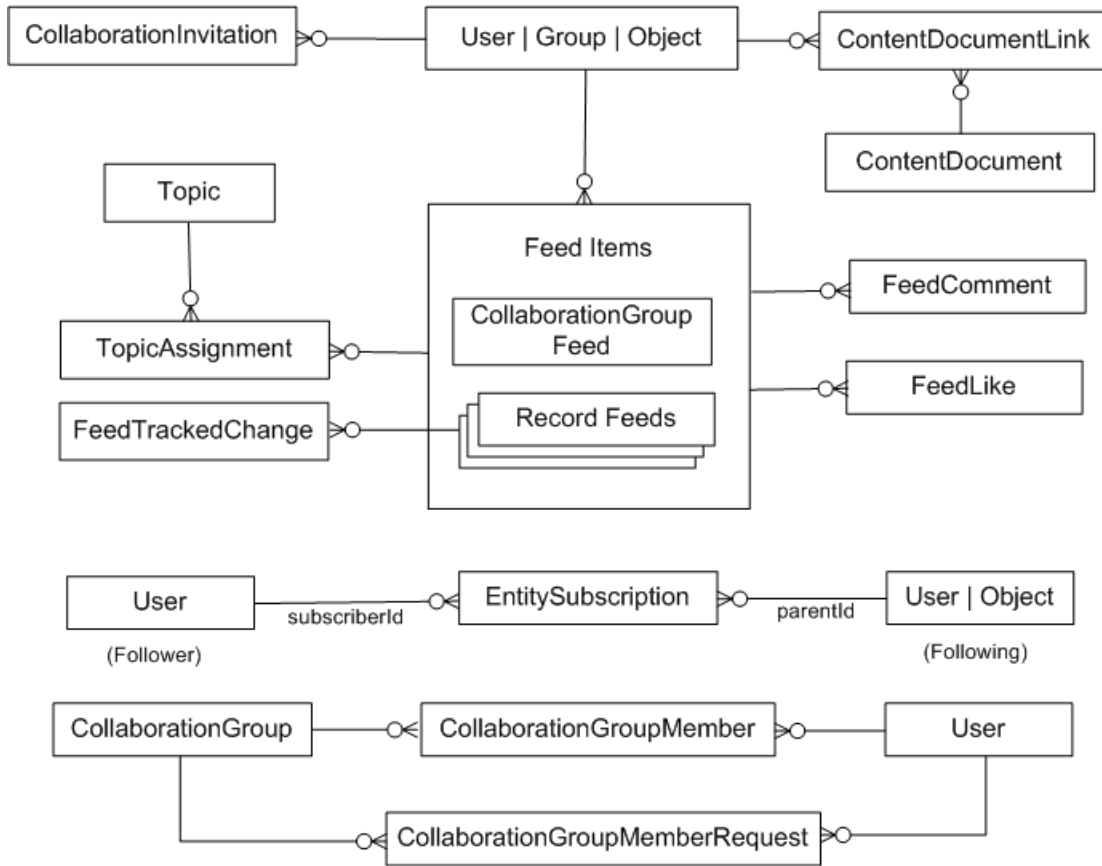 CollaborationInvitation
User | Group | Object
ContentDocumentLink
ContentDocument
Topic
Feed Items
FeedComment
CollaborationGroup
Feed
TopicAssignment
FeedLike
Record Feeds
FeedTrackedChange
User
subscriberId
EntitySubscription
parentId
User | Object
(Follower)
(Following)
CollaborationGroup
CollaborationGroupMember
User
CollaborationGroupMemberRequest